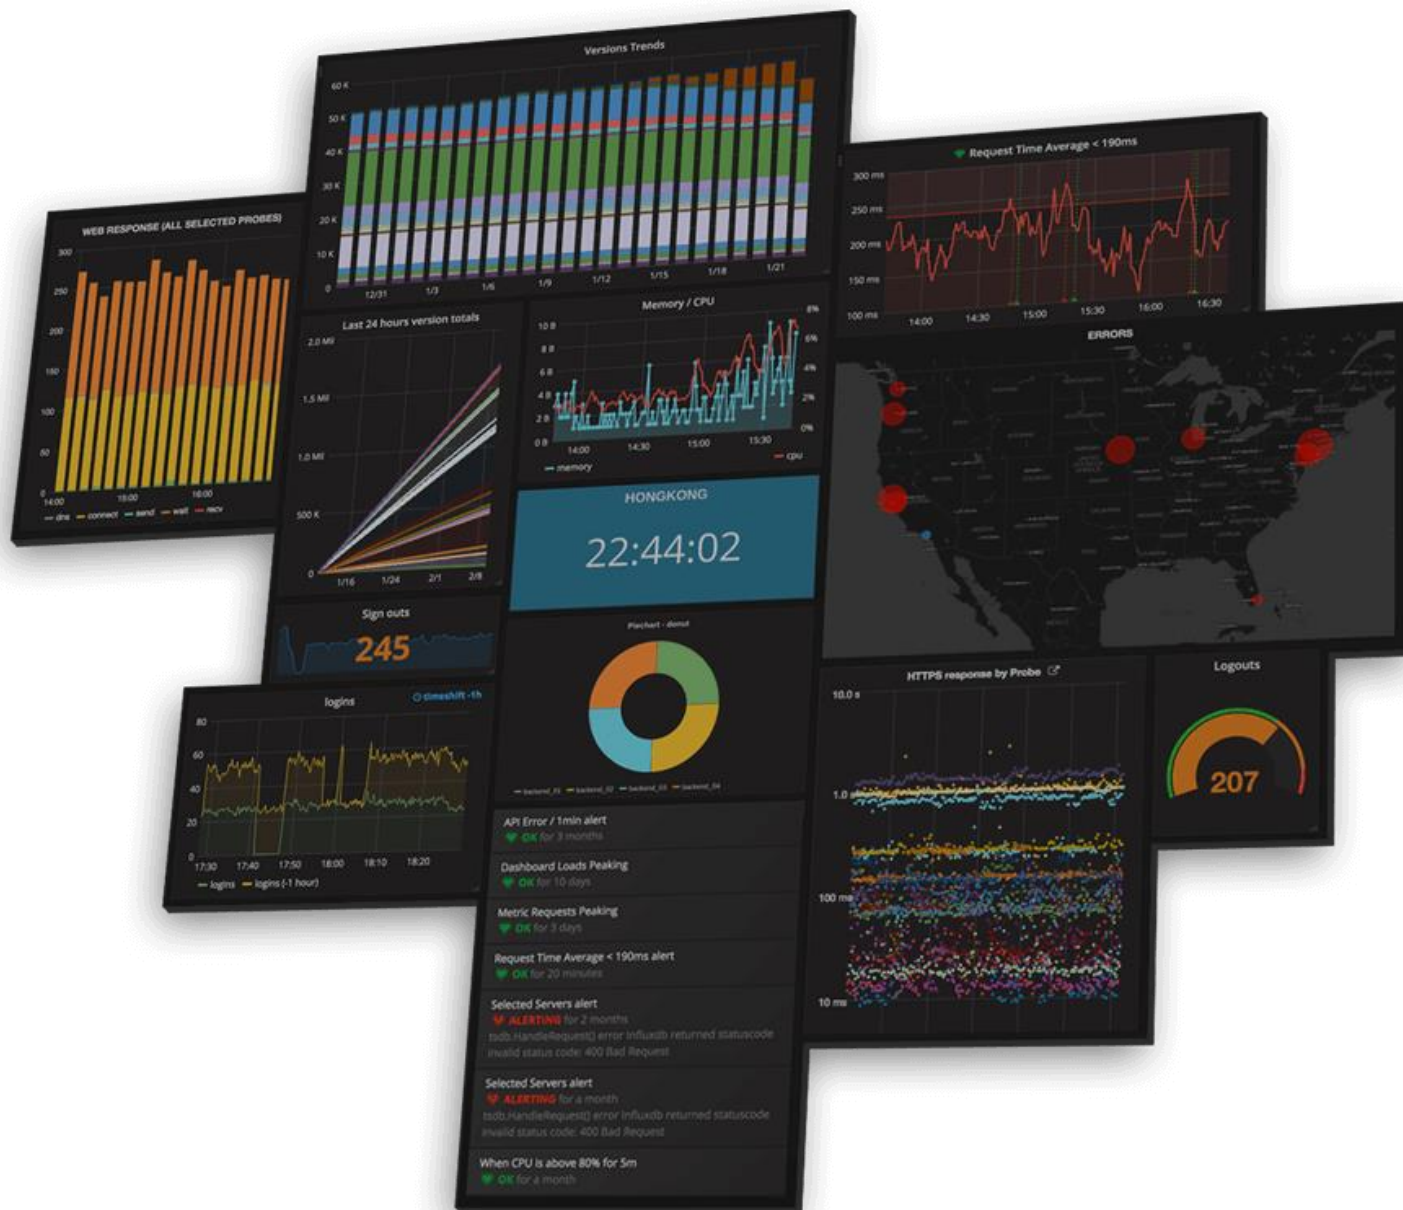 Versions Trends
60 K
50 K
40 K
30 K
20 K
10 K
0
12/31 1/3 1/6 1/9 1/12 1/15 1/18 1/21
Request Time Average < 190ms
300 ms
250 ms
200 ms
150 ms
100 ms
14:00 14:30 15:00 15:30 16:00 16:30
WEB RESPONSE (ALL SELECTED PROBES)
300
250
200
150
100
50
0
14:00 15:00 16:00
dns connect send wait recv
Last 24 hours version totals
2.0 Mil
1.5 Mil
1.0 Mil
500 K
0
1/16 1/24 2/1 2/8
Memory / CPU
10 B
8 B
6 B
4 B
2 B
0 B
8%
6%
4%
2%
0%
14:00 14:30 15:00 15:30
memory cpu
ERRORS
HONGKONG
22:44:02
Sign outs
245
logins
timeshift -1h
80
60
40
20
0
17:30 17:40 17:50 18:00 18:10 18:20
logins logins (-1 hour)
Piechart - donut
backend_01 backend_02 backend_03 backend_04
HTTPS response by Probe
10.0 s
1.0 s
100 ms
10 ms
Logouts
207
API Error / 1min alert
OK for 3 months
Dashboard Loads Peaking
OK for 10 days
Metric Requests Peaking
OK for 3 days
Request Time Average < 190ms alert
OK for 20 minutes
Selected Servers alert
ALERTING for 2 months
tsdb.HandleRequest() error Influxdb returned statuscode
invalid status code: 400 Bad Request
Selected Servers alert
ALERTING for a month
tsdb.HandleRequest() error Influxdb returned statuscode
invalid status code: 400 Bad Request
When CPU is above 80% for 5m
OK for a month